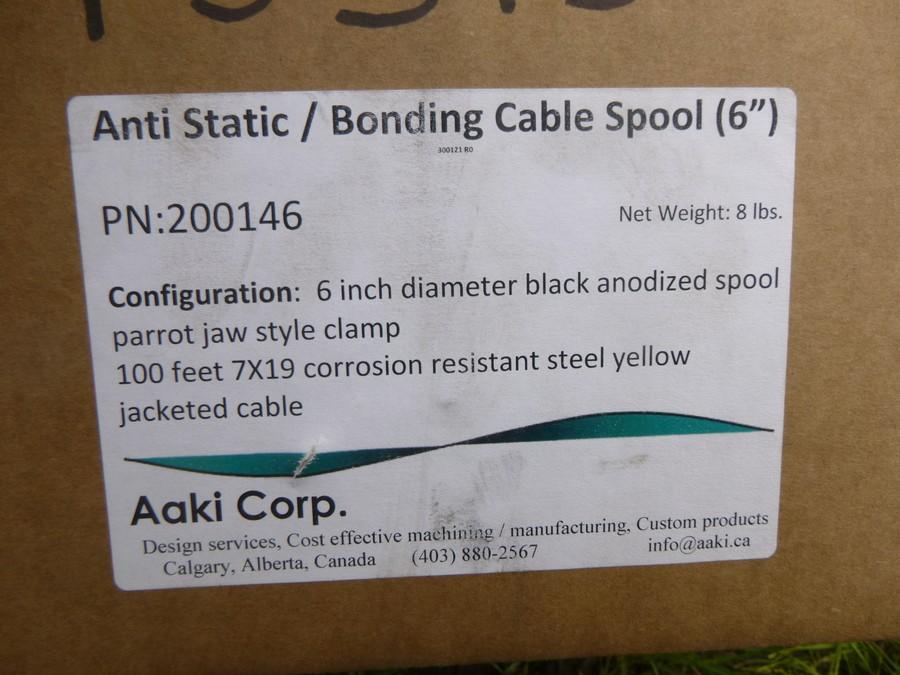 Anti Static / Bonding Cable Spool (6”)
300121 R0
PN:200146
Net Weight: 8 lbs.
Configuration: 6 inch diameter black anodized spool
parrot jaw style clamp
100 feet 7X19 corrosion resistant steel yellow
jacketed cable
Aaki Corp.
Design services, Cost effective machining / manufacturing, Custom products
Calgary, Alberta, Canada (403) 880-2567 info@aaki.ca